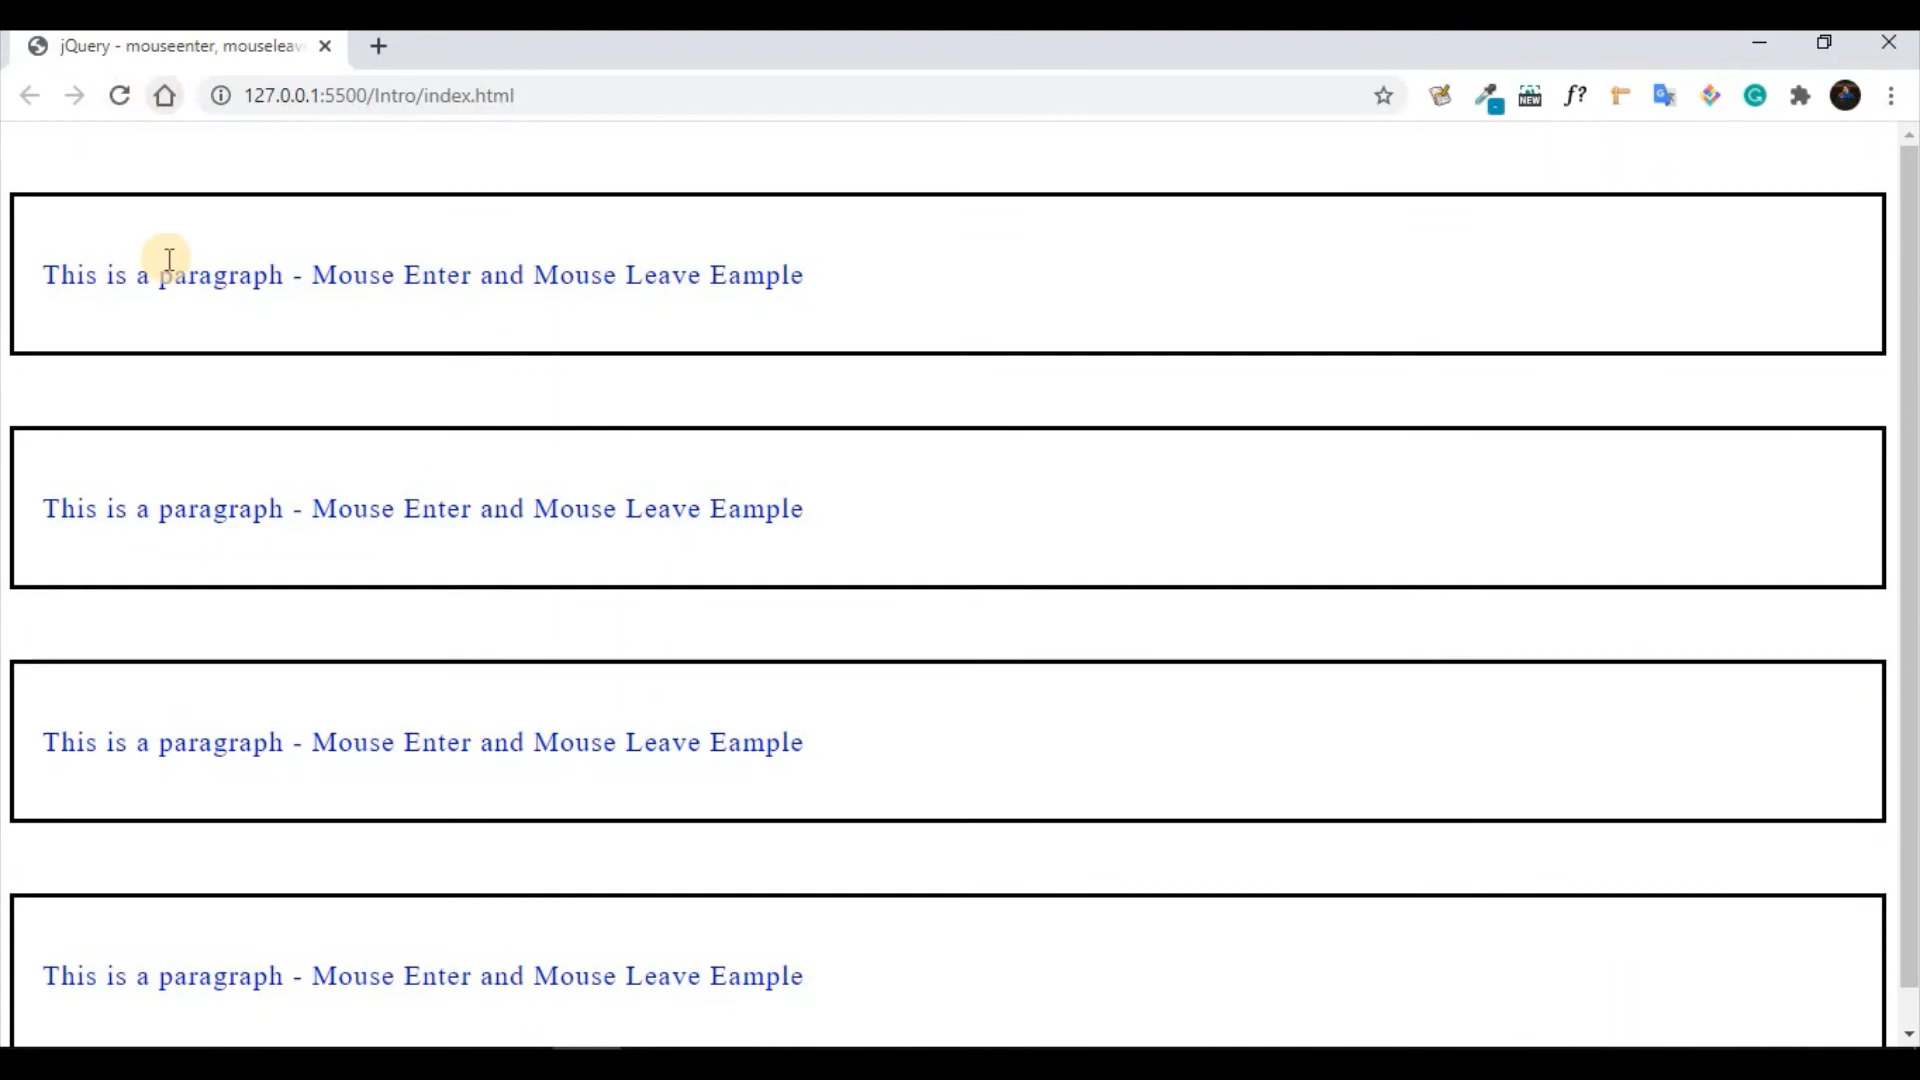 jQuery - mouseenter, mouseleav
127.0.0.1:5500/Intro/index.html
NEW
f?
This is a paragraph - Mouse Enter and Mouse Leave Eample
This is a paragraph - Mouse Enter and Mouse Leave Eample
This is a paragraph - Mouse Enter and Mouse Leave Eample
This is a paragraph - Mouse Enter and Mouse Leave Eample